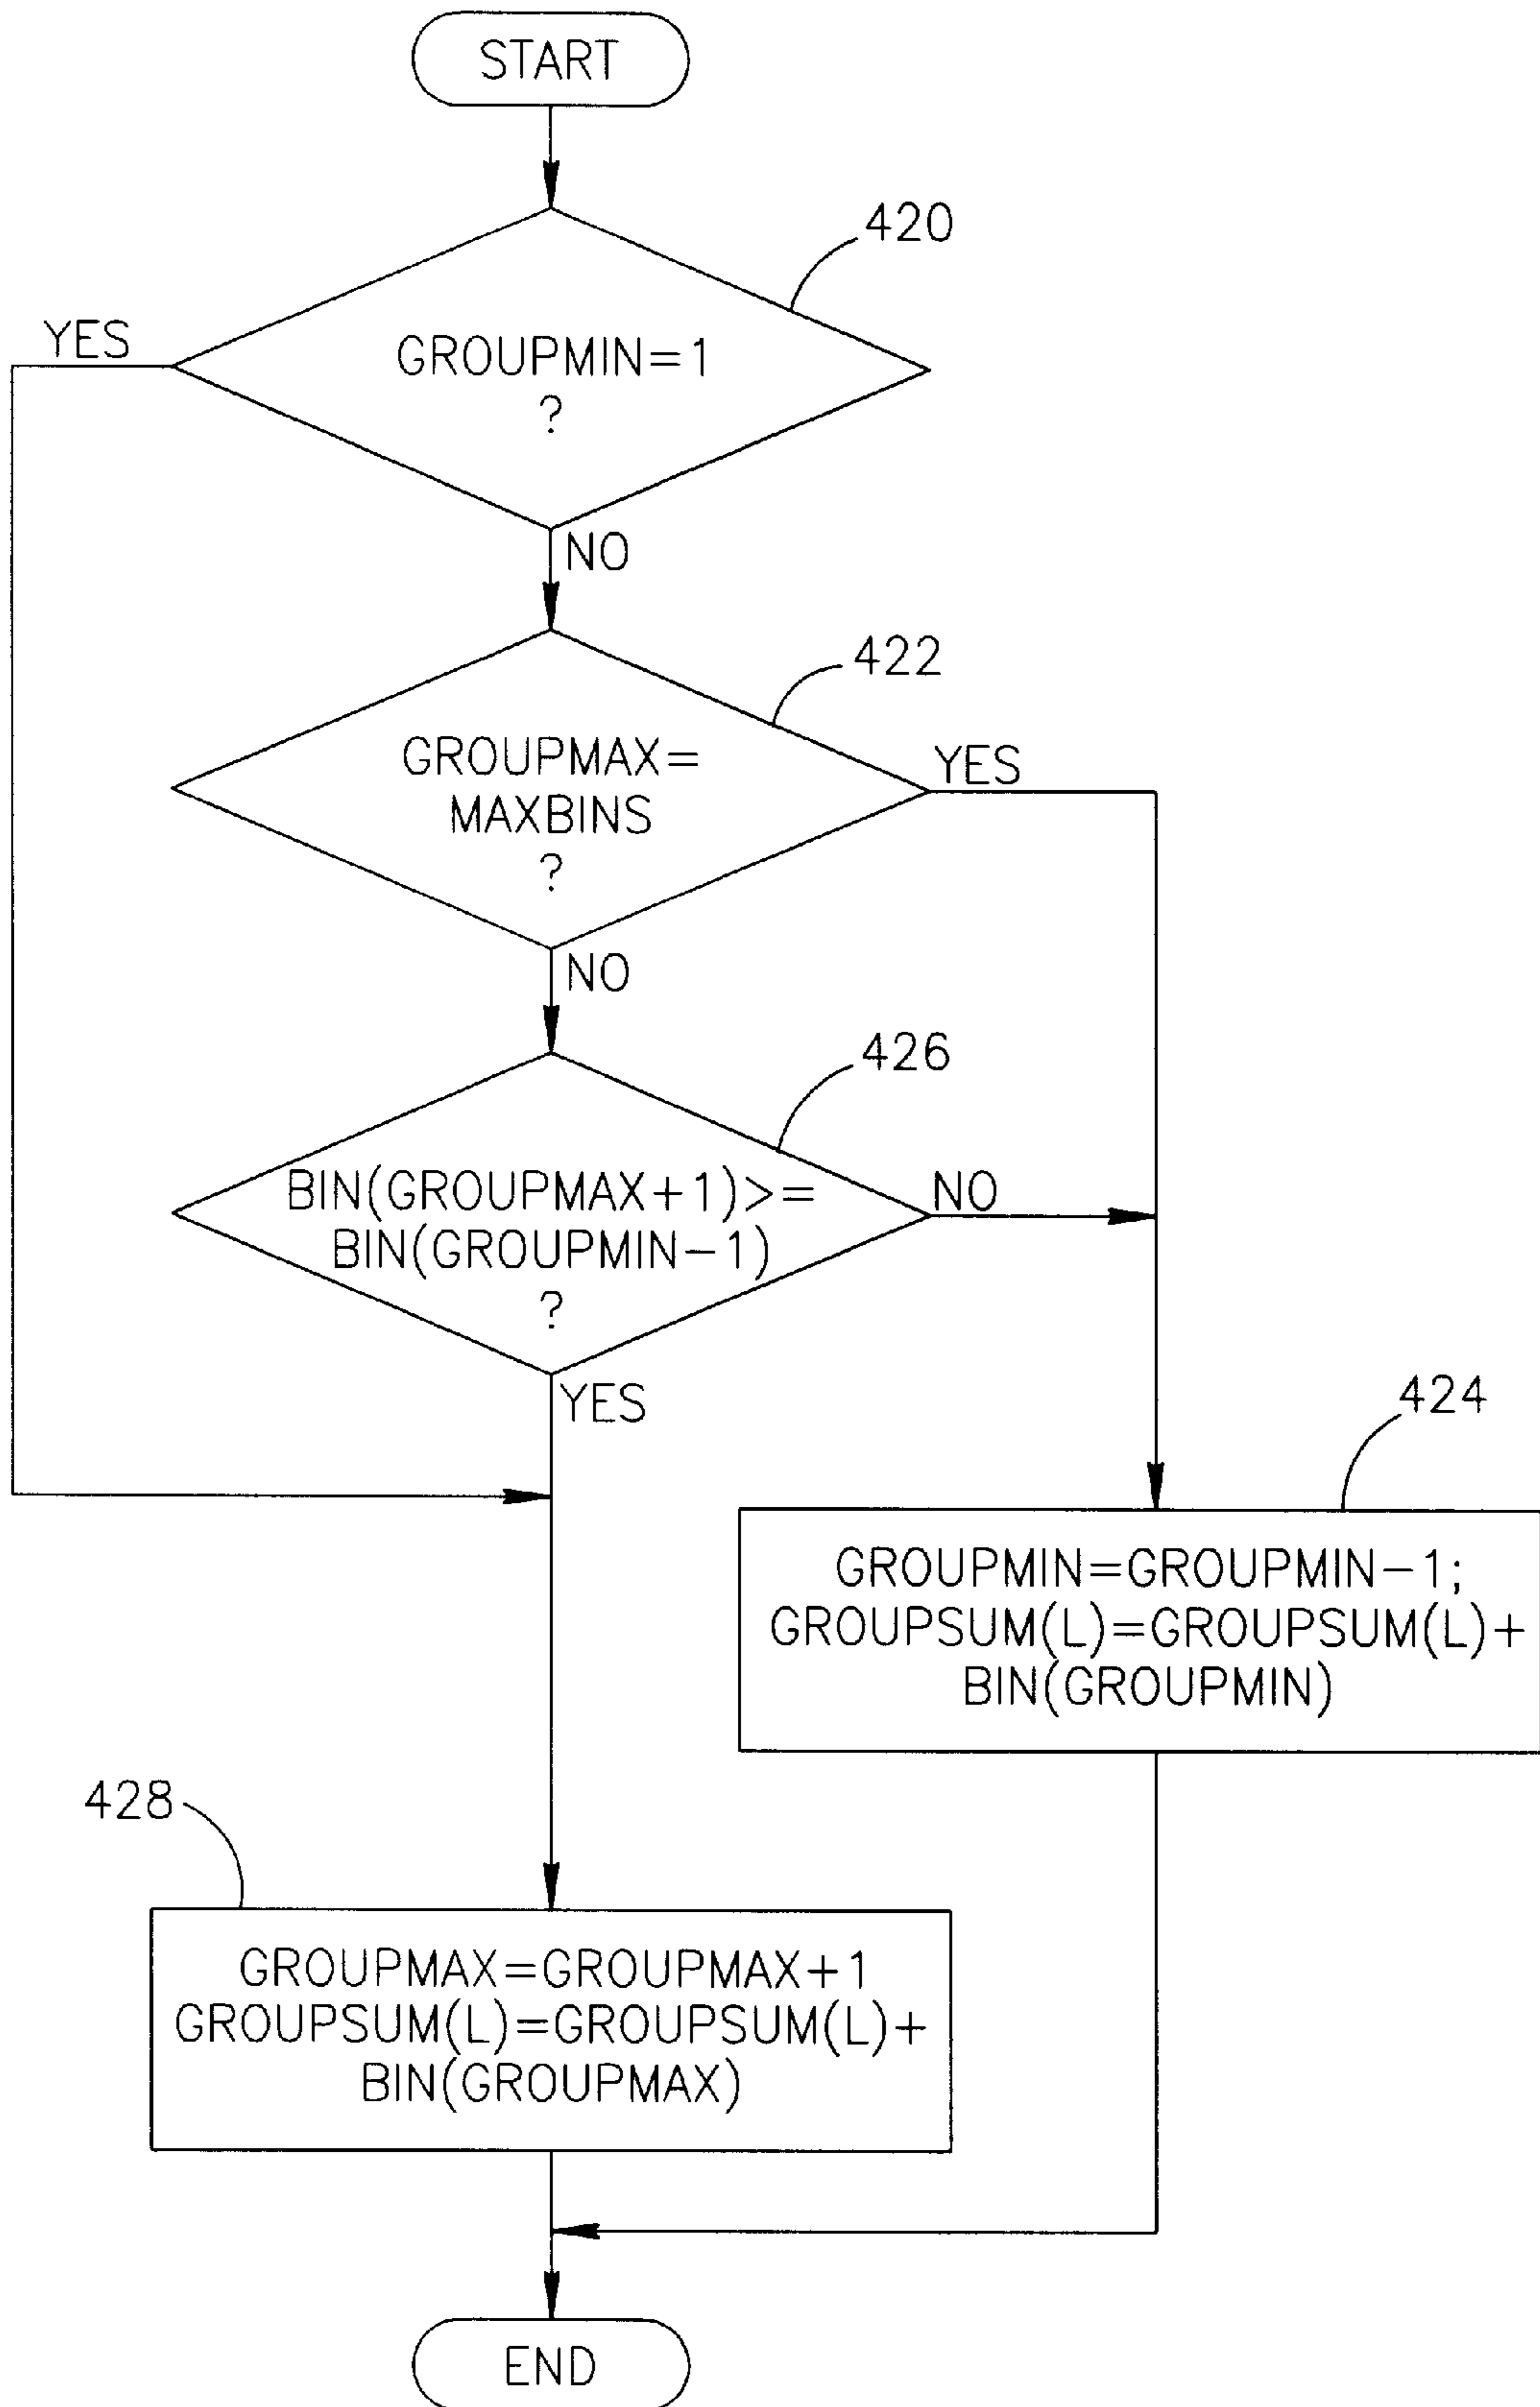 START
420
YES
GROUPMIN=1
?
NO
422
GROUPMAX=
MAXBINS
?
YES
NO
426
BIN(GROUPMAX+1)>=
BIN(GROUPMIN-1)
?
NO
YES
424
GROUPMIN=GROUPMIN-1;
GROUPSUM(L)=GROUPSUM(L)+
BIN(GROUPMIN)
428
GROUPMAX=GROUPMAX+1
GROUPSUM(L)=GROUPSUM(L)+
BIN(GROUPMAX)
END